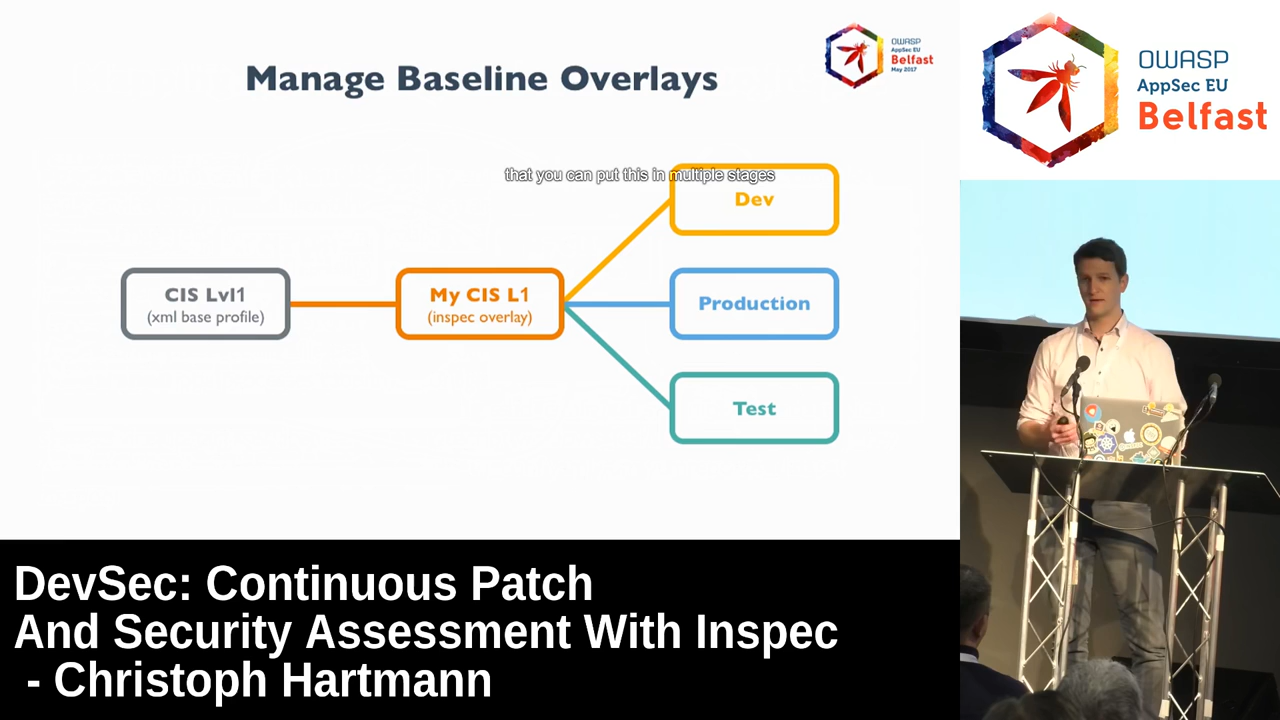 Manage Baseline Overlays
OWASP
AppSec EU
Belfast
May 2017
that you can put this in multiple stages
Dev
CIS Lvl1
(xml base profile)
My CIS L1
(inspec overlay)
Production
Test
OWASP
AppSec EU
Belfast
DevSec: Continuous Patch
And Security Assessment With Inspec
- Christoph Hartmann